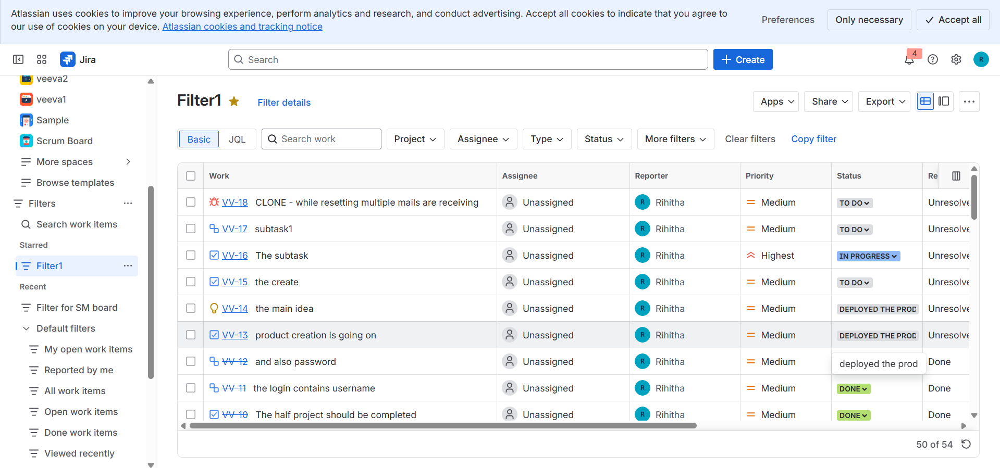 Atlassian uses cookies to improve your browsing experience, perform analytics and research, and conduct advertising. Accept all cookies to indicate that you agree to
our use of cookies on your device. Atlassian cookies and tracking notice
Preferences
Only necessary
Accept all
Jira
Search
Create
4
R
veeva2
veeva1
Sample
Scrum Board
More spaces
Browse templates
Filters
Search work items
Starred
Filter1
Recent
Filter for SM board
Default filters
My open work items
Reported by me
All work items
Open work items
Done work items
Viewed recently
Filter1
Filter details
Apps
Share
Export
Basic
JQL
Search work
Project
Assignee
Type
Status
More filters
Clear filters
Copy filter
Work Assignee Reporter Priority Status Re
VV-18 CLONE - while resetting multiple mails are receiving Unassigned R Rihitha Medium TO DO Unresolve
VV-17 subtask1 Unassigned R Rihitha Medium TO DO Unresolve
VV-16 The subtask Unassigned R Rihitha Highest IN PROGRESS Unresolve
VV-15 the create Unassigned R Rihitha Medium TO DO Unresolve
VV-14 the main idea Unassigned R Rihitha Medium DEPLOYED THE PROD Unresolve
VV-13 product creation is going on Unassigned R Rihitha Medium DEPLOYED THE PROD Unresolve
VV-12 and also password Unassigned R Rihitha Medium deployed the prod Done
VV-11 the login contains username Unassigned R Rihitha Medium DONE Done
VV-10 The half project should be completed Unassigned R Rihitha Medium DONE Done
50 of 54